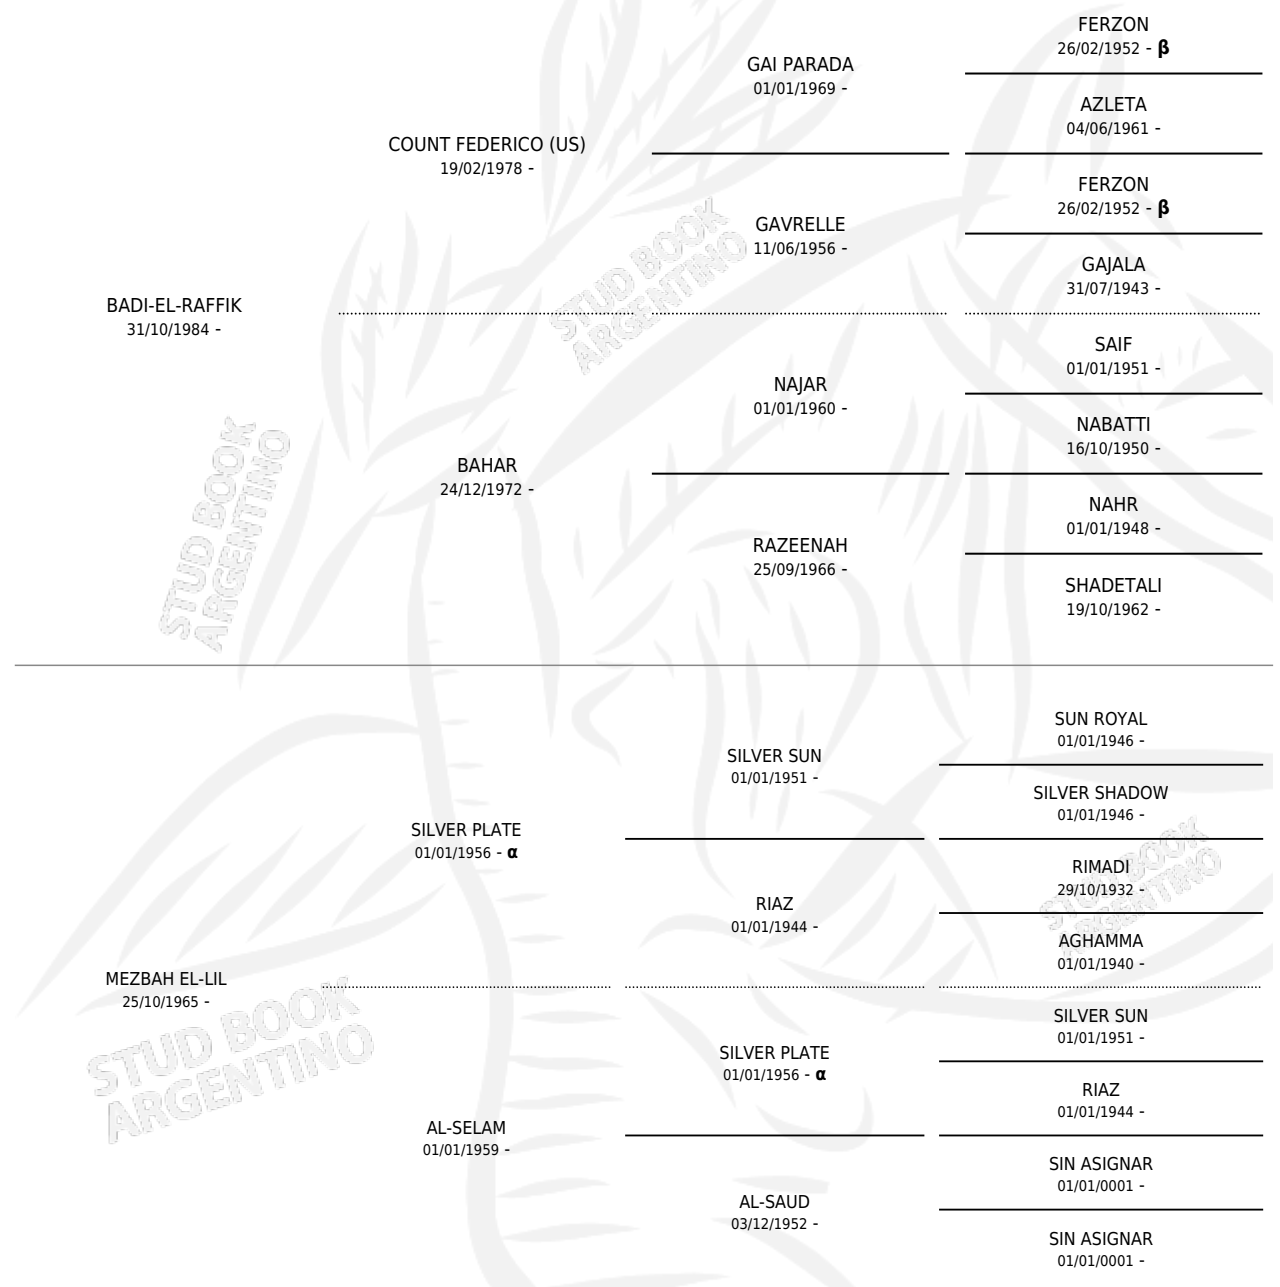 FERZON
26/02/1952 - β
GAI PARADA
01/01/1969 -
AZLETA
04/06/1961 -
COUNT FEDERICO (US)
19/02/1978 -
FERZON
26/02/1952 - β
GAVRELLE
11/06/1956 -
GAJALA
31/07/1943 -
BADI-EL-RAFFIK
31/10/1984 -
SAIF
01/01/1951 -
NAJAR
01/01/1960 -
NABATTI
16/10/1950 -
BAHAR
24/12/1972 -
NAHR
01/01/1948 -
RAZEENAH
25/09/1966 -
SHADETALI
19/10/1962 -
SUN ROYAL
01/01/1946 -
SILVER SUN
01/01/1951 -
SILVER SHADOW
01/01/1946 -
SILVER PLATE
01/01/1956 - α
RIMADI
29/10/1932 -
RIAZ
01/01/1944 -
AGHAMMA
01/01/1940 -
MEZBAH EL-LIL
25/10/1965 -
SILVER SUN
01/01/1951 -
SILVER PLATE
01/01/1956 - α
RIAZ
01/01/1944 -
AL-SELAM
01/01/1959 -
SIN ASIGNAR
01/01/0001 -
AL-SAUD
03/12/1952 -
SIN ASIGNAR
01/01/0001 -
STUD BOOK
ARGENTINO
STUD BOOK
ARGENTINO
STUD BOOK
ARGENTINO
STUD BOOK
ARGENTINO